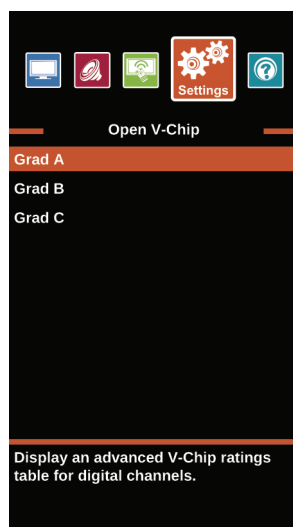 Settings
Open V-Chip
Grad A
Grad B
Grad C
Display an advanced V-Chip ratings
table for digital channels.